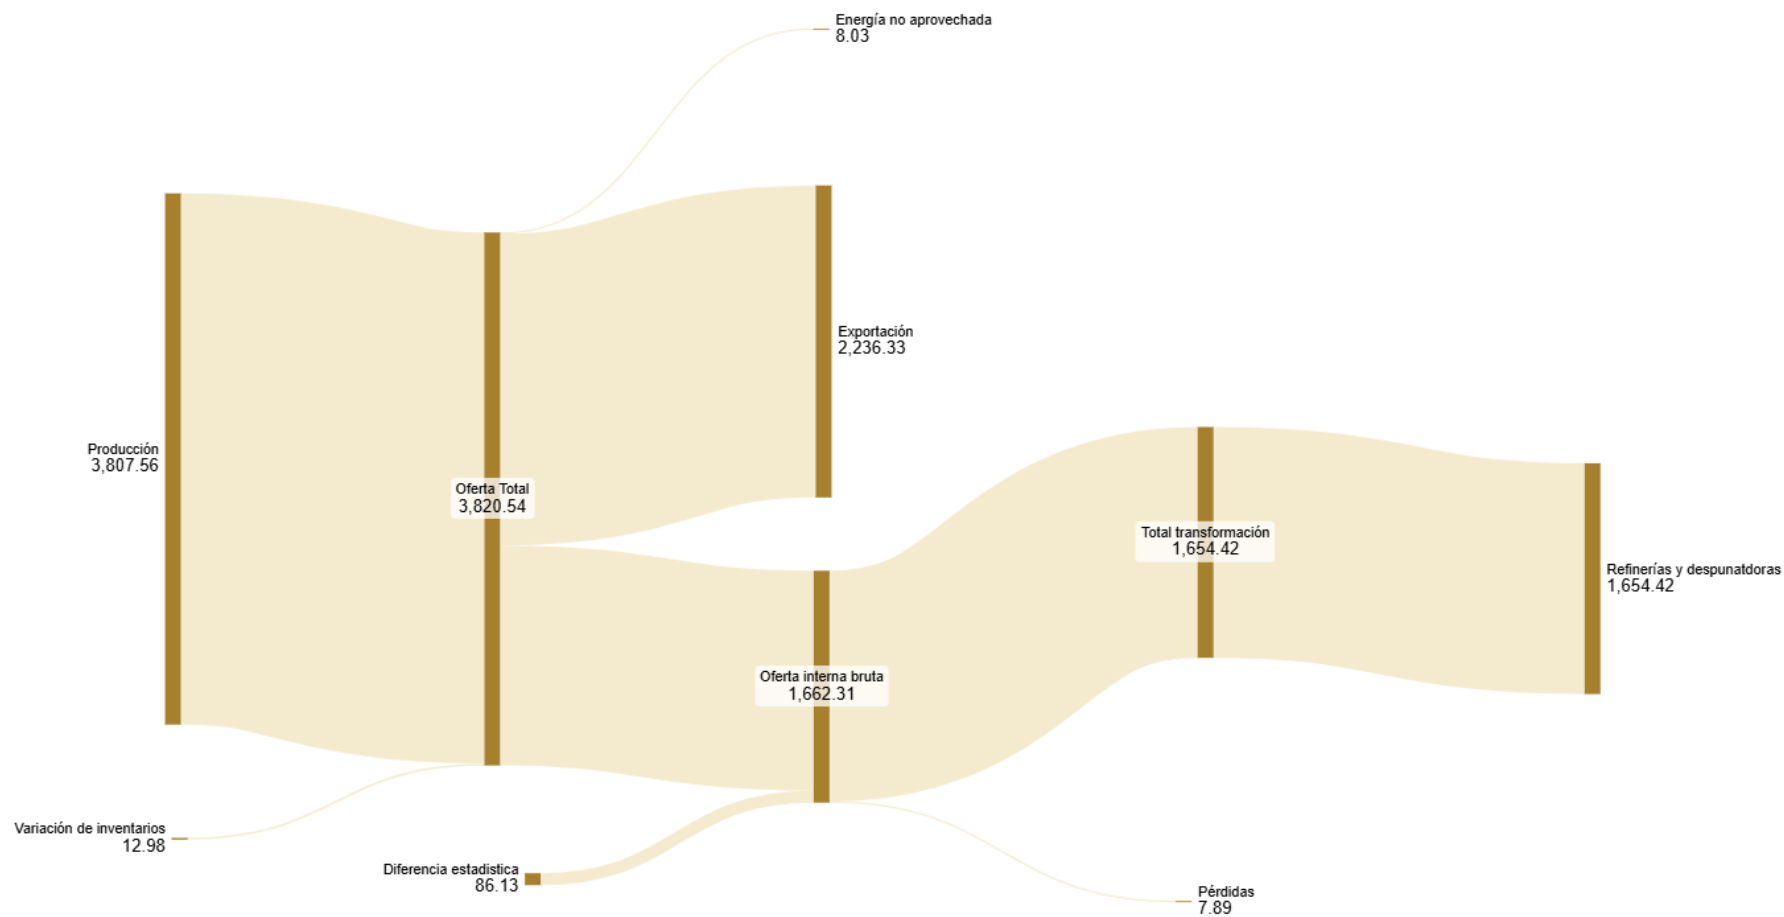 Energía no aprovechada
8.03
Exportación
2,236.33
Producción
3,807.56
Oferta Total
3,820.54
Total transformación
1,654.42
Refinerías y despunatdoras
1,654.42
Oferta interna bruta
1,662.31
Variación de inventarios
12.98
Diferencia estadistica
86.13
Pérdidas
7.89